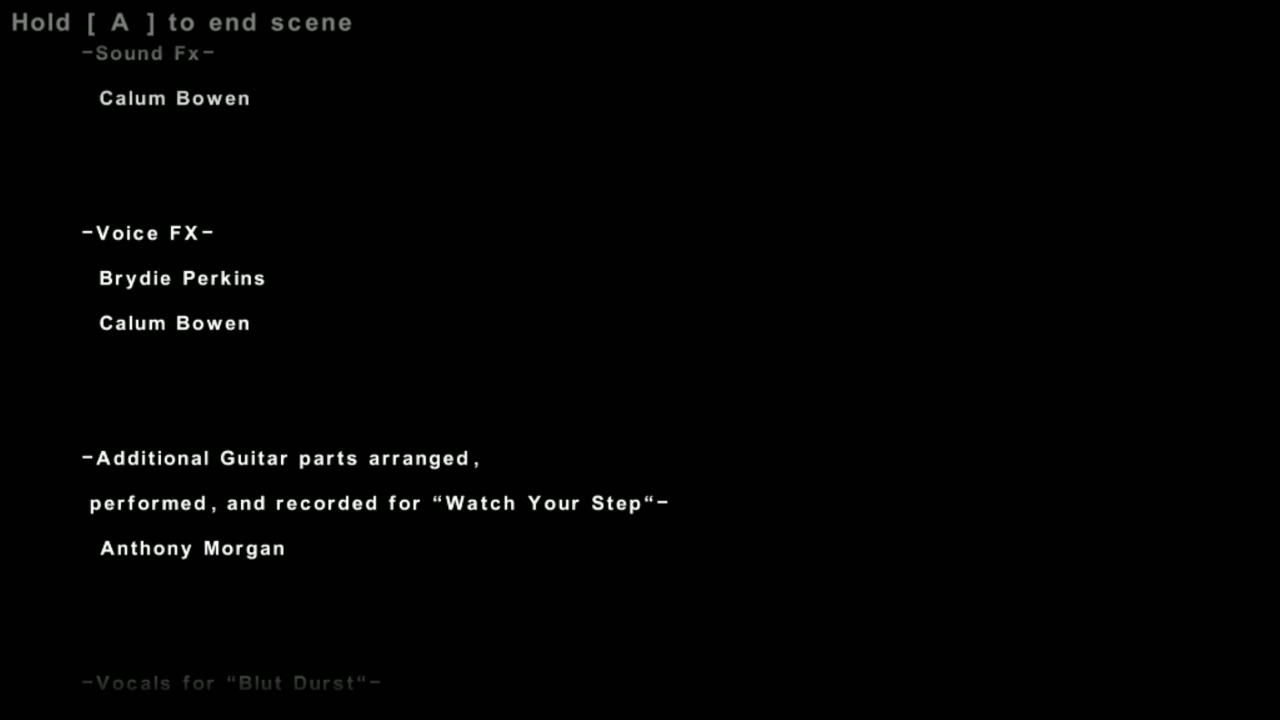 Hold [ A ] to end scene
-Sound Fx-
Calum Bowen
-Voice FX-
Brydie Perkins
Calum Bowen
-Additional Guitar parts arranged,
performed, and recorded for “Watch Your Step“-
Anthony Morgan
-Vocals for “Blut Durst“-